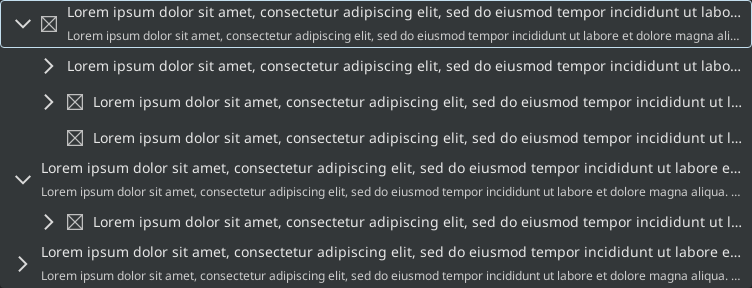 Lorem ipsum dolor sit amet, consectetur adipiscing elit, sed do eiusmod tempor incididunt ut labo...
Lorem ipsum dolor sit amet, consectetur adipiscing elit, sed do eiusmod tempor incididunt ut labore et dolore magna ali...
Lorem ipsum dolor sit amet, consectetur adipiscing elit, sed do eiusmod tempor incididunt ut labo...
Lorem ipsum dolor sit amet, consectetur adipiscing elit, sed do eiusmod tempor incididunt ut l...
Lorem ipsum dolor sit amet, consectetur adipiscing elit, sed do eiusmod tempor incididunt ut l...
Lorem ipsum dolor sit amet, consectetur adipiscing elit, sed do eiusmod tempor incididunt ut labore e...
Lorem ipsum dolor sit amet, consectetur adipiscing elit, sed do eiusmod tempor incididunt ut labore et dolore magna aliqua. ...
Lorem ipsum dolor sit amet, consectetur adipiscing elit, sed do eiusmod tempor incididunt ut l...
Lorem ipsum dolor sit amet, consectetur adipiscing elit, sed do eiusmod tempor incididunt ut labore e...
Lorem ipsum dolor sit amet, consectetur adipiscing elit, sed do eiusmod tempor incididunt ut labore et dolore magna aliqua. ...